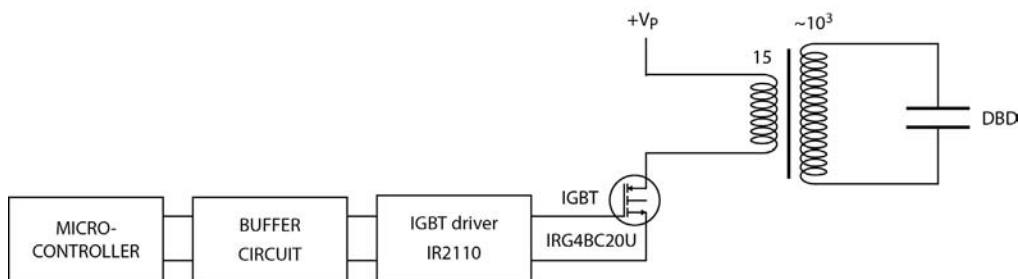 +Vₚ
~10³
15
DBD
IGBT
IRG4BC20U
MICRO-
CONTROLLER
BUFFER
CIRCUIT
IGBT driver
IR2110